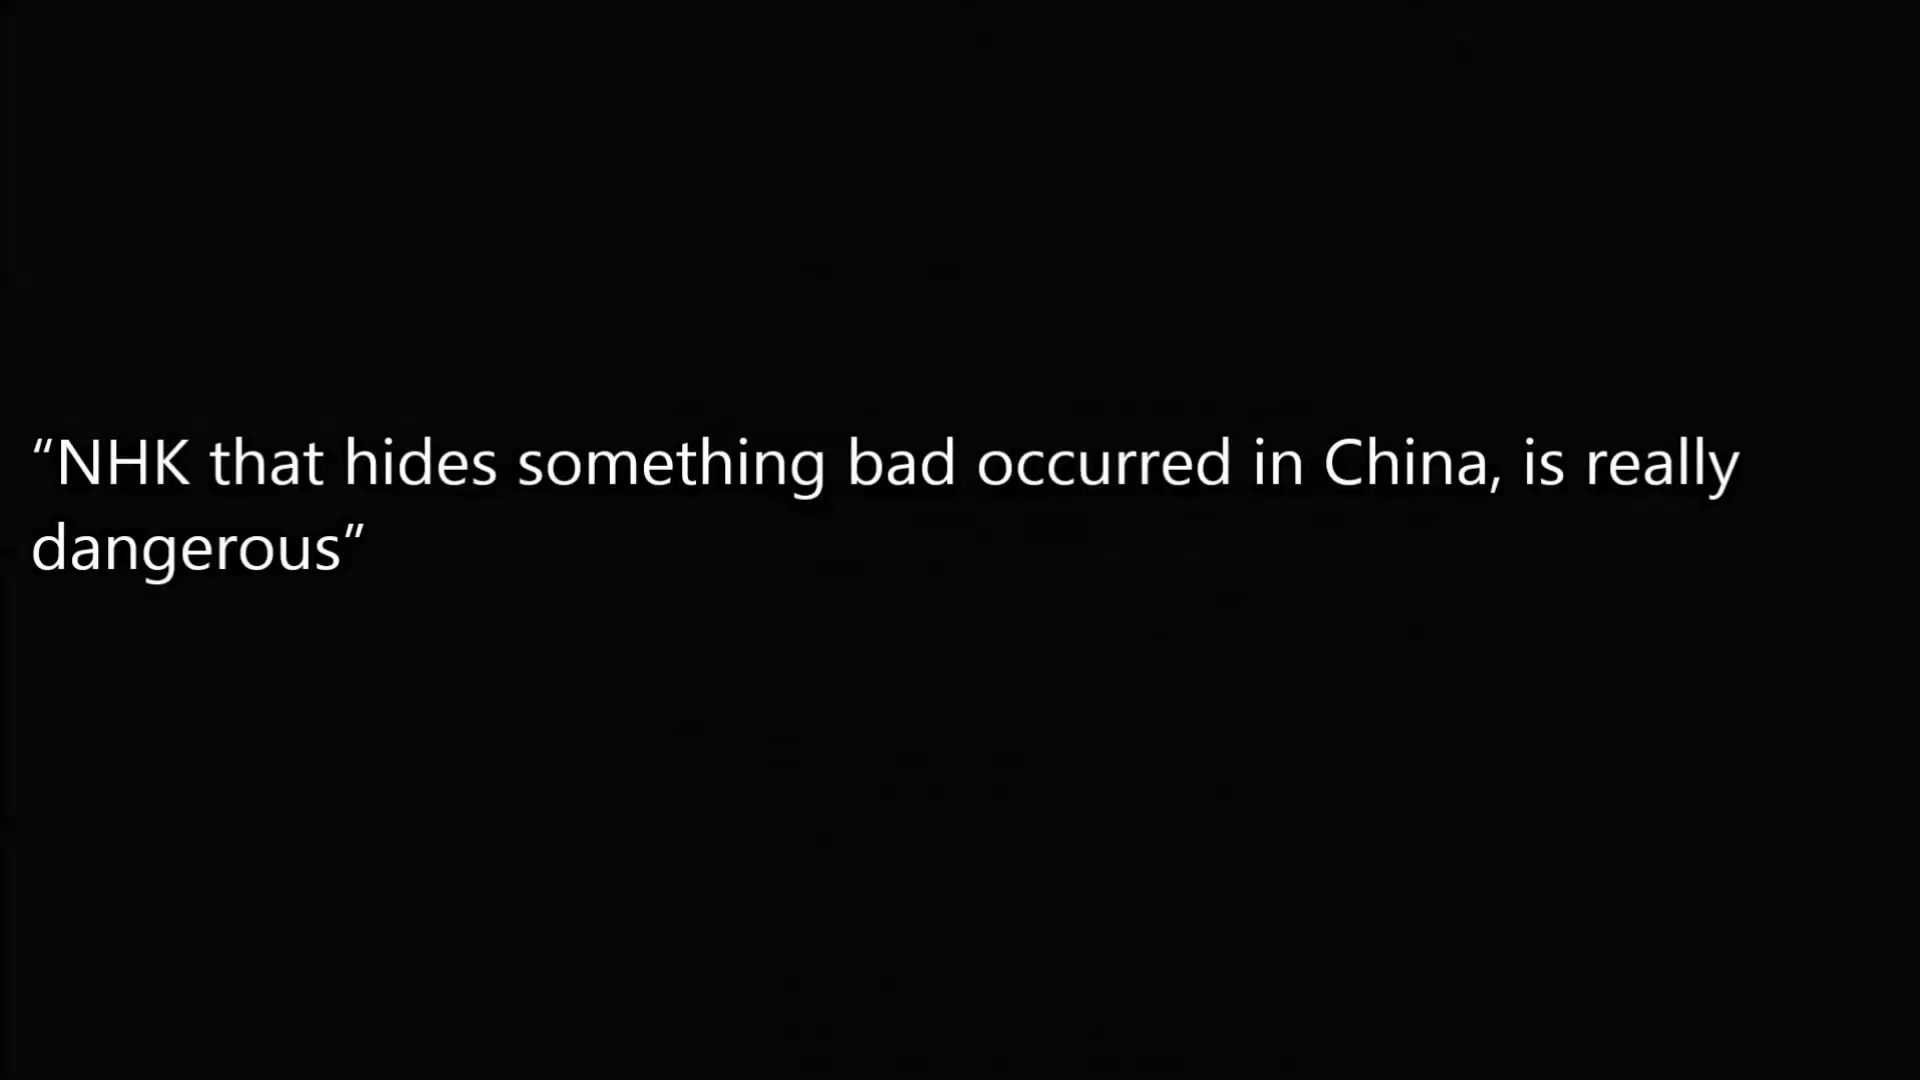 “NHK that hides something bad occurred in China, is really
dangerous”